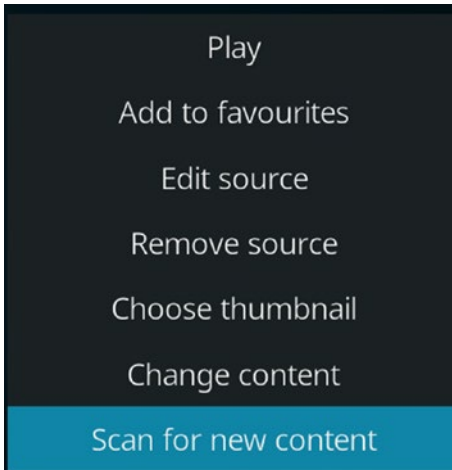 Play
Add to favourites
Edit source
Remove source
Choose thumbnail
Change content
Scan for new content